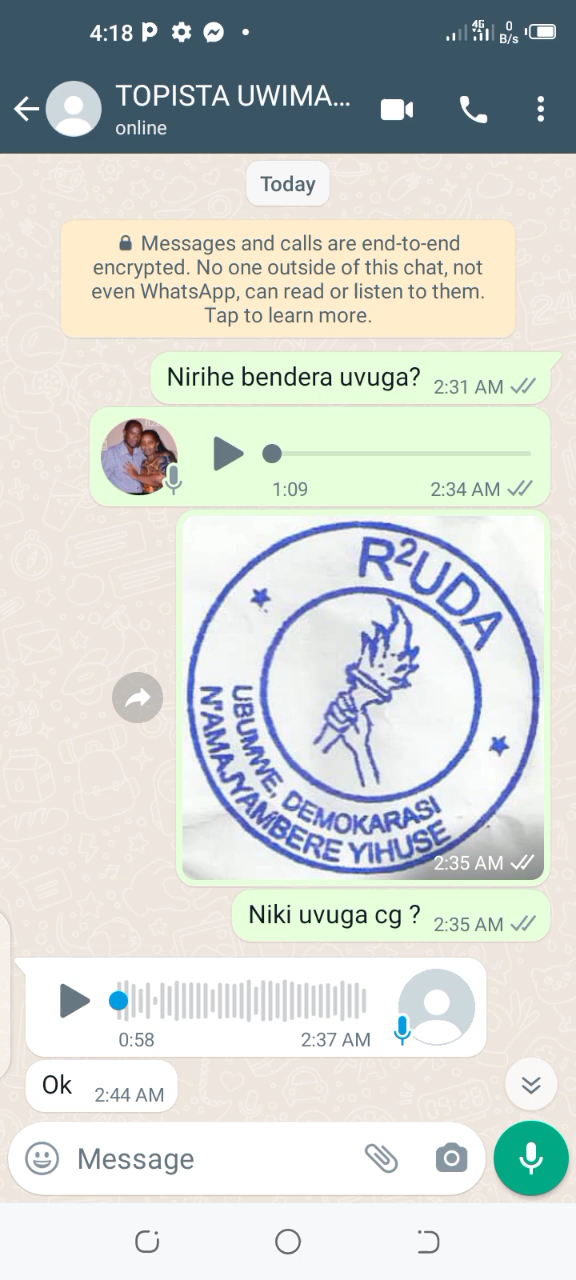 4:18
4G
0
B/s
TOPISTA UWIMA...
online
Today
Messages and calls are end-to-end
encrypted. No one outside of this chat, not
even WhatsApp, can read or listen to them.
Tap to learn more.
Nirihe bendera uvuga? 2:31 AM
1:09 2:34 AM
R²UDA
UBUMWE, DEMOKARASI
N'AMAJYAMBERE YIHUSE
2:35 AM
Niki uvuga cg ? 2:35 AM
0:58 2:37 AM
Ok 2:44 AM
Message